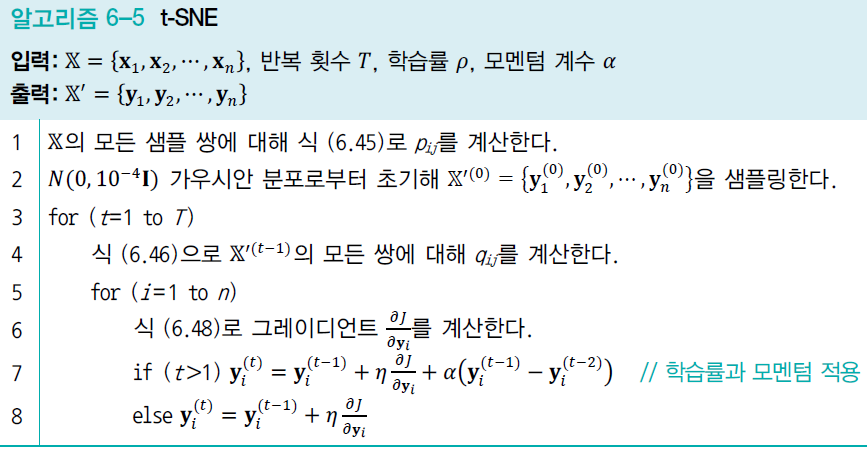 알고리즘 6-5 t-SNE
입력: 𝕏 = {x₁, x₂, ⋯, xₙ}, 반복 횟수 T, 학습률 ρ, 모멘텀 계수 α
출력: 𝕏′ = {y₁, y₂, ⋯, yₙ}
1 𝕏의 모든 샘플 쌍에 대해 식 (6.45)로 pᵢⱼ를 계산한다.
2 N(0, 10⁻⁴I) 가우시안 분포로부터 초기해 𝕏′⁽⁰⁾ = {y₁⁽⁰⁾, y₂⁽⁰⁾, ⋯, yₙ⁽⁰⁾}을 샘플링한다.
3 for (t=1 to T)
4 식 (6.46)으로 𝕏′⁽ᵗ⁻¹⁾의 모든 쌍에 대해 qᵢⱼ를 계산한다.
5 for (i=1 to n)
6 식 (6.48)로 그레이디언트 ∂J/∂yᵢ를 계산한다.
7 if (t>1) yᵢ⁽ᵗ⁾ = yᵢ⁽ᵗ⁻¹⁾ + η ∂J/∂yᵢ + α(yᵢ⁽ᵗ⁻¹⁾ − yᵢ⁽ᵗ⁻²⁾) // 학습률과 모멘텀 적용
8 else yᵢ⁽ᵗ⁾ = yᵢ⁽ᵗ⁻¹⁾ + η ∂J/∂yᵢ